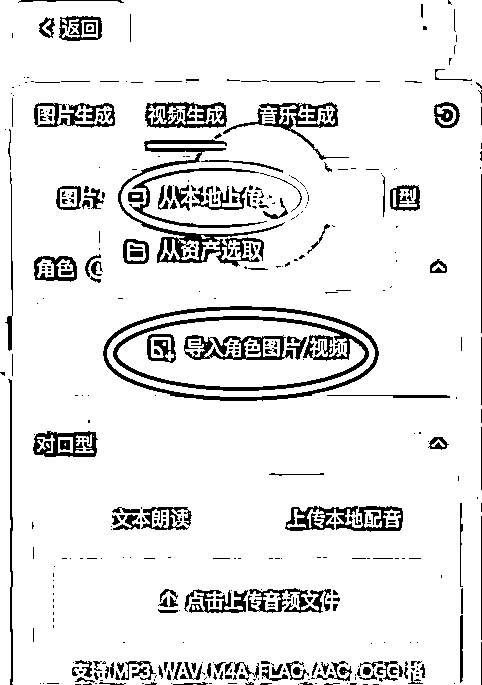 返回
图片生成 视频生成 音乐生成
图片 从本地上传 型
从资产选取
角色
导入角色图片/视频
对口型
文本朗读 上传本地配音
点击上传音频文件
支持 MP3, WAV, M4A, FLAC, AAC, OGG 格